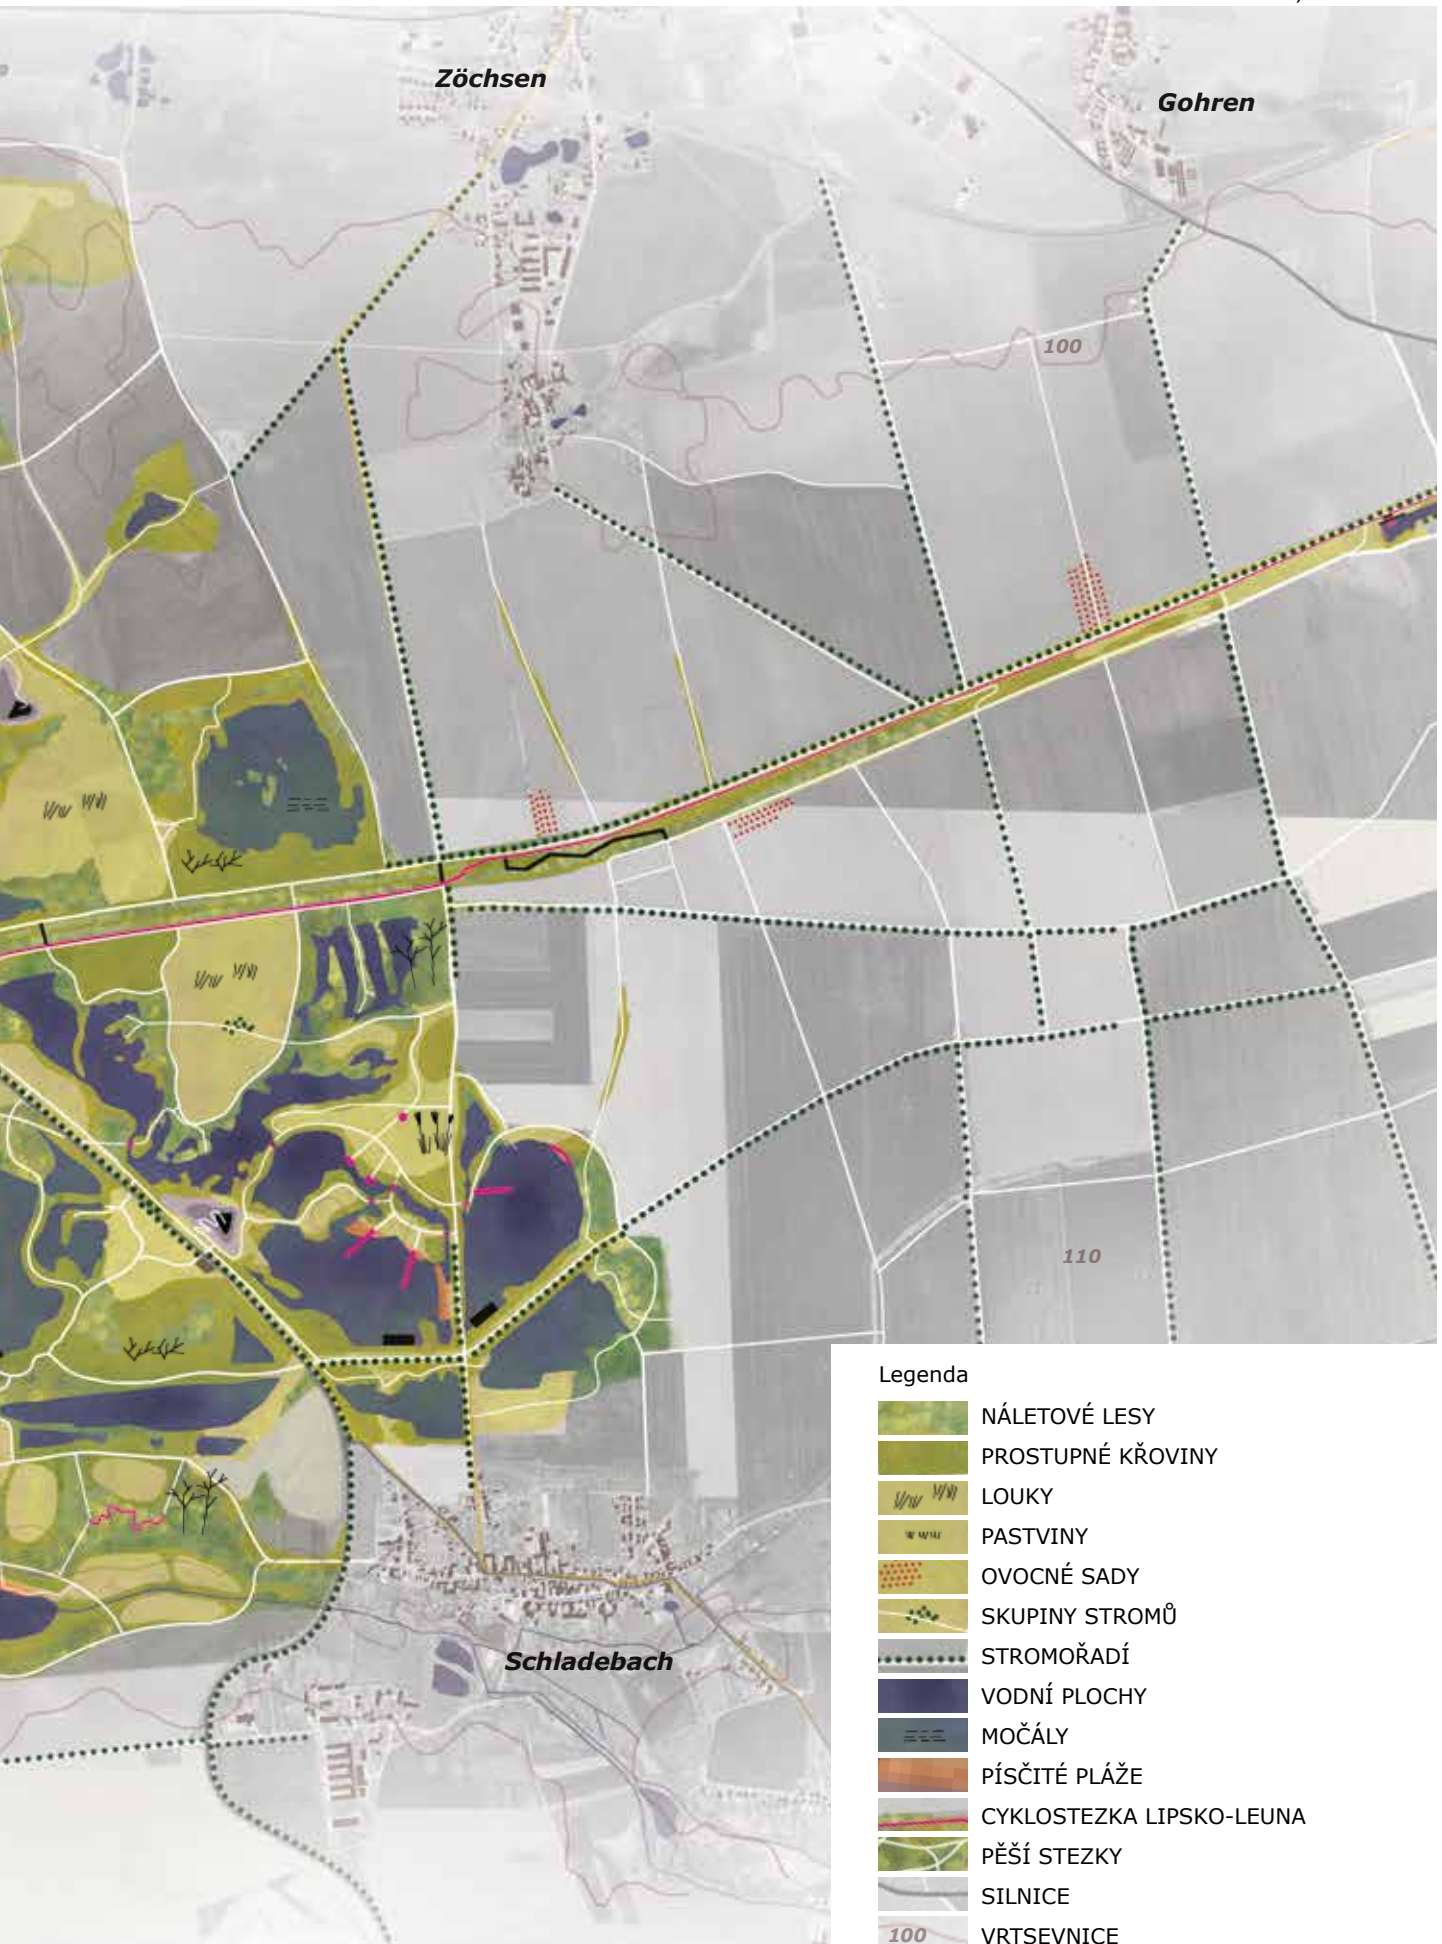 Zöchsen
Gohren
100
110
Schladebach
Legenda
NÁLETOVÉ LESY
PROSTUPNÉ KŘOVINY
LOUKY
PASTVINY
OVOCNÉ SADY
SKUPINY STROMŮ
STROMOŘADÍ
VODNÍ PLOCHY
MOČÁLY
PÍSČITÉ PLÁŽE
CYKLOSTEZKA LIPSKO-LEUNA
PĚŠÍ STEZKY
SILNICE
100 VRTSEVNICE